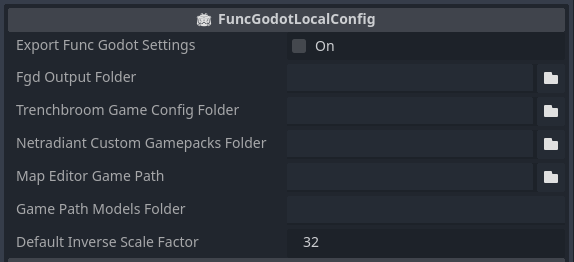 FuncGodotLocalConfig
Export Func Godot Settings On
Fgd Output Folder
Trenchbroom Game Config Folder
Netradiant Custom Gamepacks Folder
Map Editor Game Path
Game Path Models Folder
Default Inverse Scale Factor 32